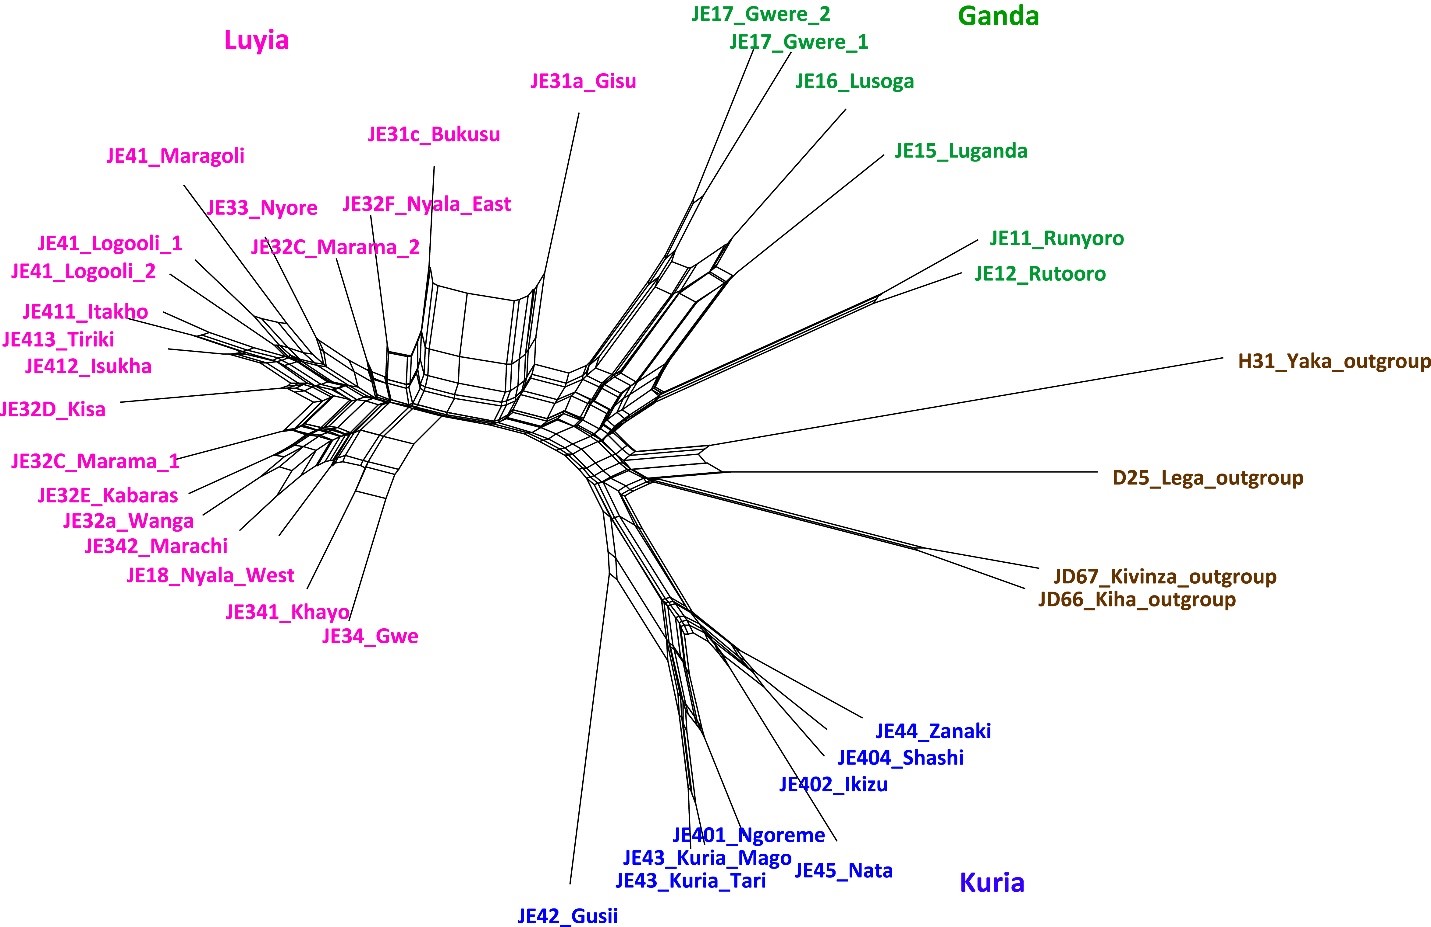 JE17_Gwere_2
Ganda
Luyia
JE17_Gwere_1
JE31a_Gisu
JE16_Lusoga
JE31c_Bukusu
JE41_Maragoli
JE15_Luganda
JE33_Nyore
JE32F_Nyala_East
JE41_Logooli_1
JE32C_Marama_2
JE11_Runyoro
JE41_Logooli_2
JE12_Rutooro
JE411_Itakho
JE413_Tiriki
JE412_Isukha
H31_Yaka_outgroup
JE32D_Kisa
JE32C_Marama_1
D25_Lega_outgroup
JE32E_Kabaras
JE32a_Wanga
JE342_Marachi
JE18_Nyala_West
JD67_Kivinza_outgroup
JD66_Kiha_outgroup
JE341_Khayo
JE34_Gwe
JE44_Zanaki
JE404_Shashi
JE402_Ikizu
JE401_Ngoreme
JE43_Kuria_Mago
JE45_Nata
JE43_Kuria_Tari
Kuria
JE42_Gusii